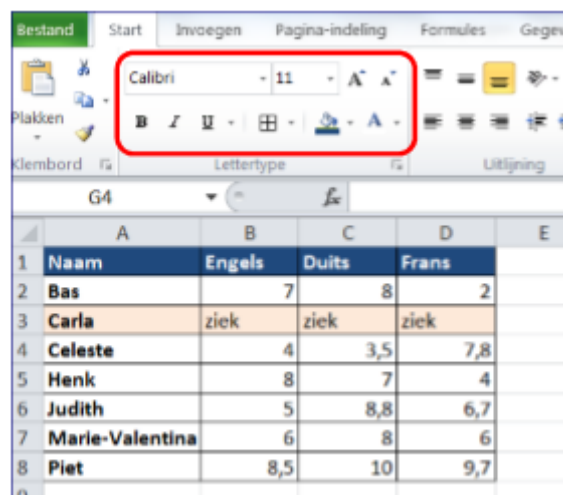 Bestand Start Invoegen Pagina-indeling Formules
Calibri 11 A A
Plakken B I U A
Klembord Lettertype Uitlijning
G4 fx
A B C D E
1 Naam Engels Duits Frans
2 Bas 7 8 2
3 Carla ziek ziek ziek
4 Celeste 4 3,5 7,8
5 Henk 8 7 4
6 Judith 5 8,8 6,7
7 Marie-Valentina 6 8 6
8 Piet 8,5 10 9,7